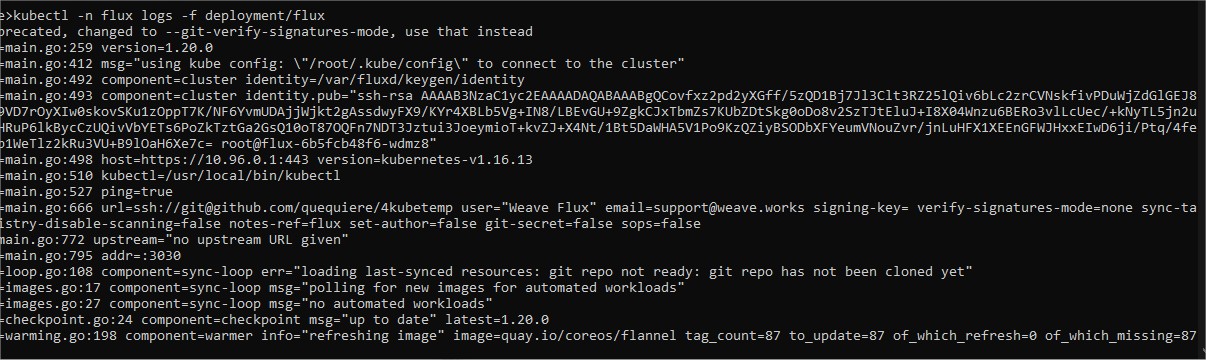 e>kubectl -n flux logs -f deployment/flux
precated, changed to --git-verify-signatures-mode, use that instead
=main.go:259 version=1.20.0
=main.go:412 msg="using kube config: \"/root/.kube/config\" to connect to the cluster"
=main.go:492 component=cluster identity=/var/fluxd/keygen/identity
=main.go:493 component=cluster identity.pub="ssh-rsa AAAAB3NzaC1yc2EAAAADAQABAAABgQCovfxz2pd2yXGff/5zQD1Bj7Jl3Clt3RZ25lQiv6bLc2zrCVNskfivPDuWjZdGlGEJ8
9VD7rOyXIw0skovSKu1zOppT7K/NF6YvmUDAjjWjkt2gAssdwyFX9/KYr4XBLb5Vg+IN8/LBEvGU+9ZgkCJxTbmZs7KUbZDtSkg0oDo8v2SzTJtEluJ+I8X04Wnzu6BERo3vlLcUec/+kNyTL5jn2u
HRuP6lkBycCzUQivVbYETs6PoZkTztGa2GsQ10oT87OQFn7NDT3Jztui3JoeymioT+kvZJ+X4Nt/1Bt5DaWHA5V1Po9KzQZiyBSODbXFYeumVNouZvr/jnLuHFX1XEEnGFWJHxxEIwD6ji/Ptq/4fe
p1WeTlz2kRu3VU+B9lOaH6Xe7c= root@flux-6b5fcb48f6-wdmz8"
=main.go:498 host=https://10.96.0.1:443 version=kubernetes-v1.16.13
=main.go:510 kubectl=/usr/local/bin/kubectl
=main.go:527 ping=true
=main.go:666 url=ssh://git@github.com/quequiere/4kubetemp user="Weave Flux" email=support@weave.works signing-key= verify-signatures-mode=none sync-ta
istry-disable-scanning=false notes-ref=flux set-author=false git-secret=false sops=false
main.go:772 upstream="no upstream URL given"
=main.go:795 addr=:3030
=loop.go:108 component=sync-loop err="loading last-synced resources: git repo not ready: git repo has not been cloned yet"
=images.go:17 component=sync-loop msg="polling for new images for automated workloads"
=images.go:27 component=sync-loop msg="no automated workloads"
=checkpoint.go:24 component=checkpoint msg="up to date" latest=1.20.0
=warming.go:198 component=warmer info="refreshing image" image=quay.io/coreos/flannel tag_count=87 to_update=87 of_which_refresh=0 of_which_missing=87